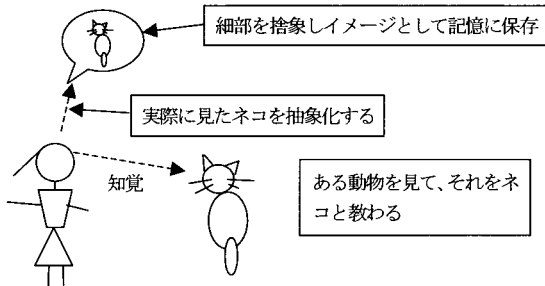 細部を捨象しイメージとして記憶に保存
実際に見たネコを抽象化する
知覚
ある動物を見て、それをネ
コと教わる